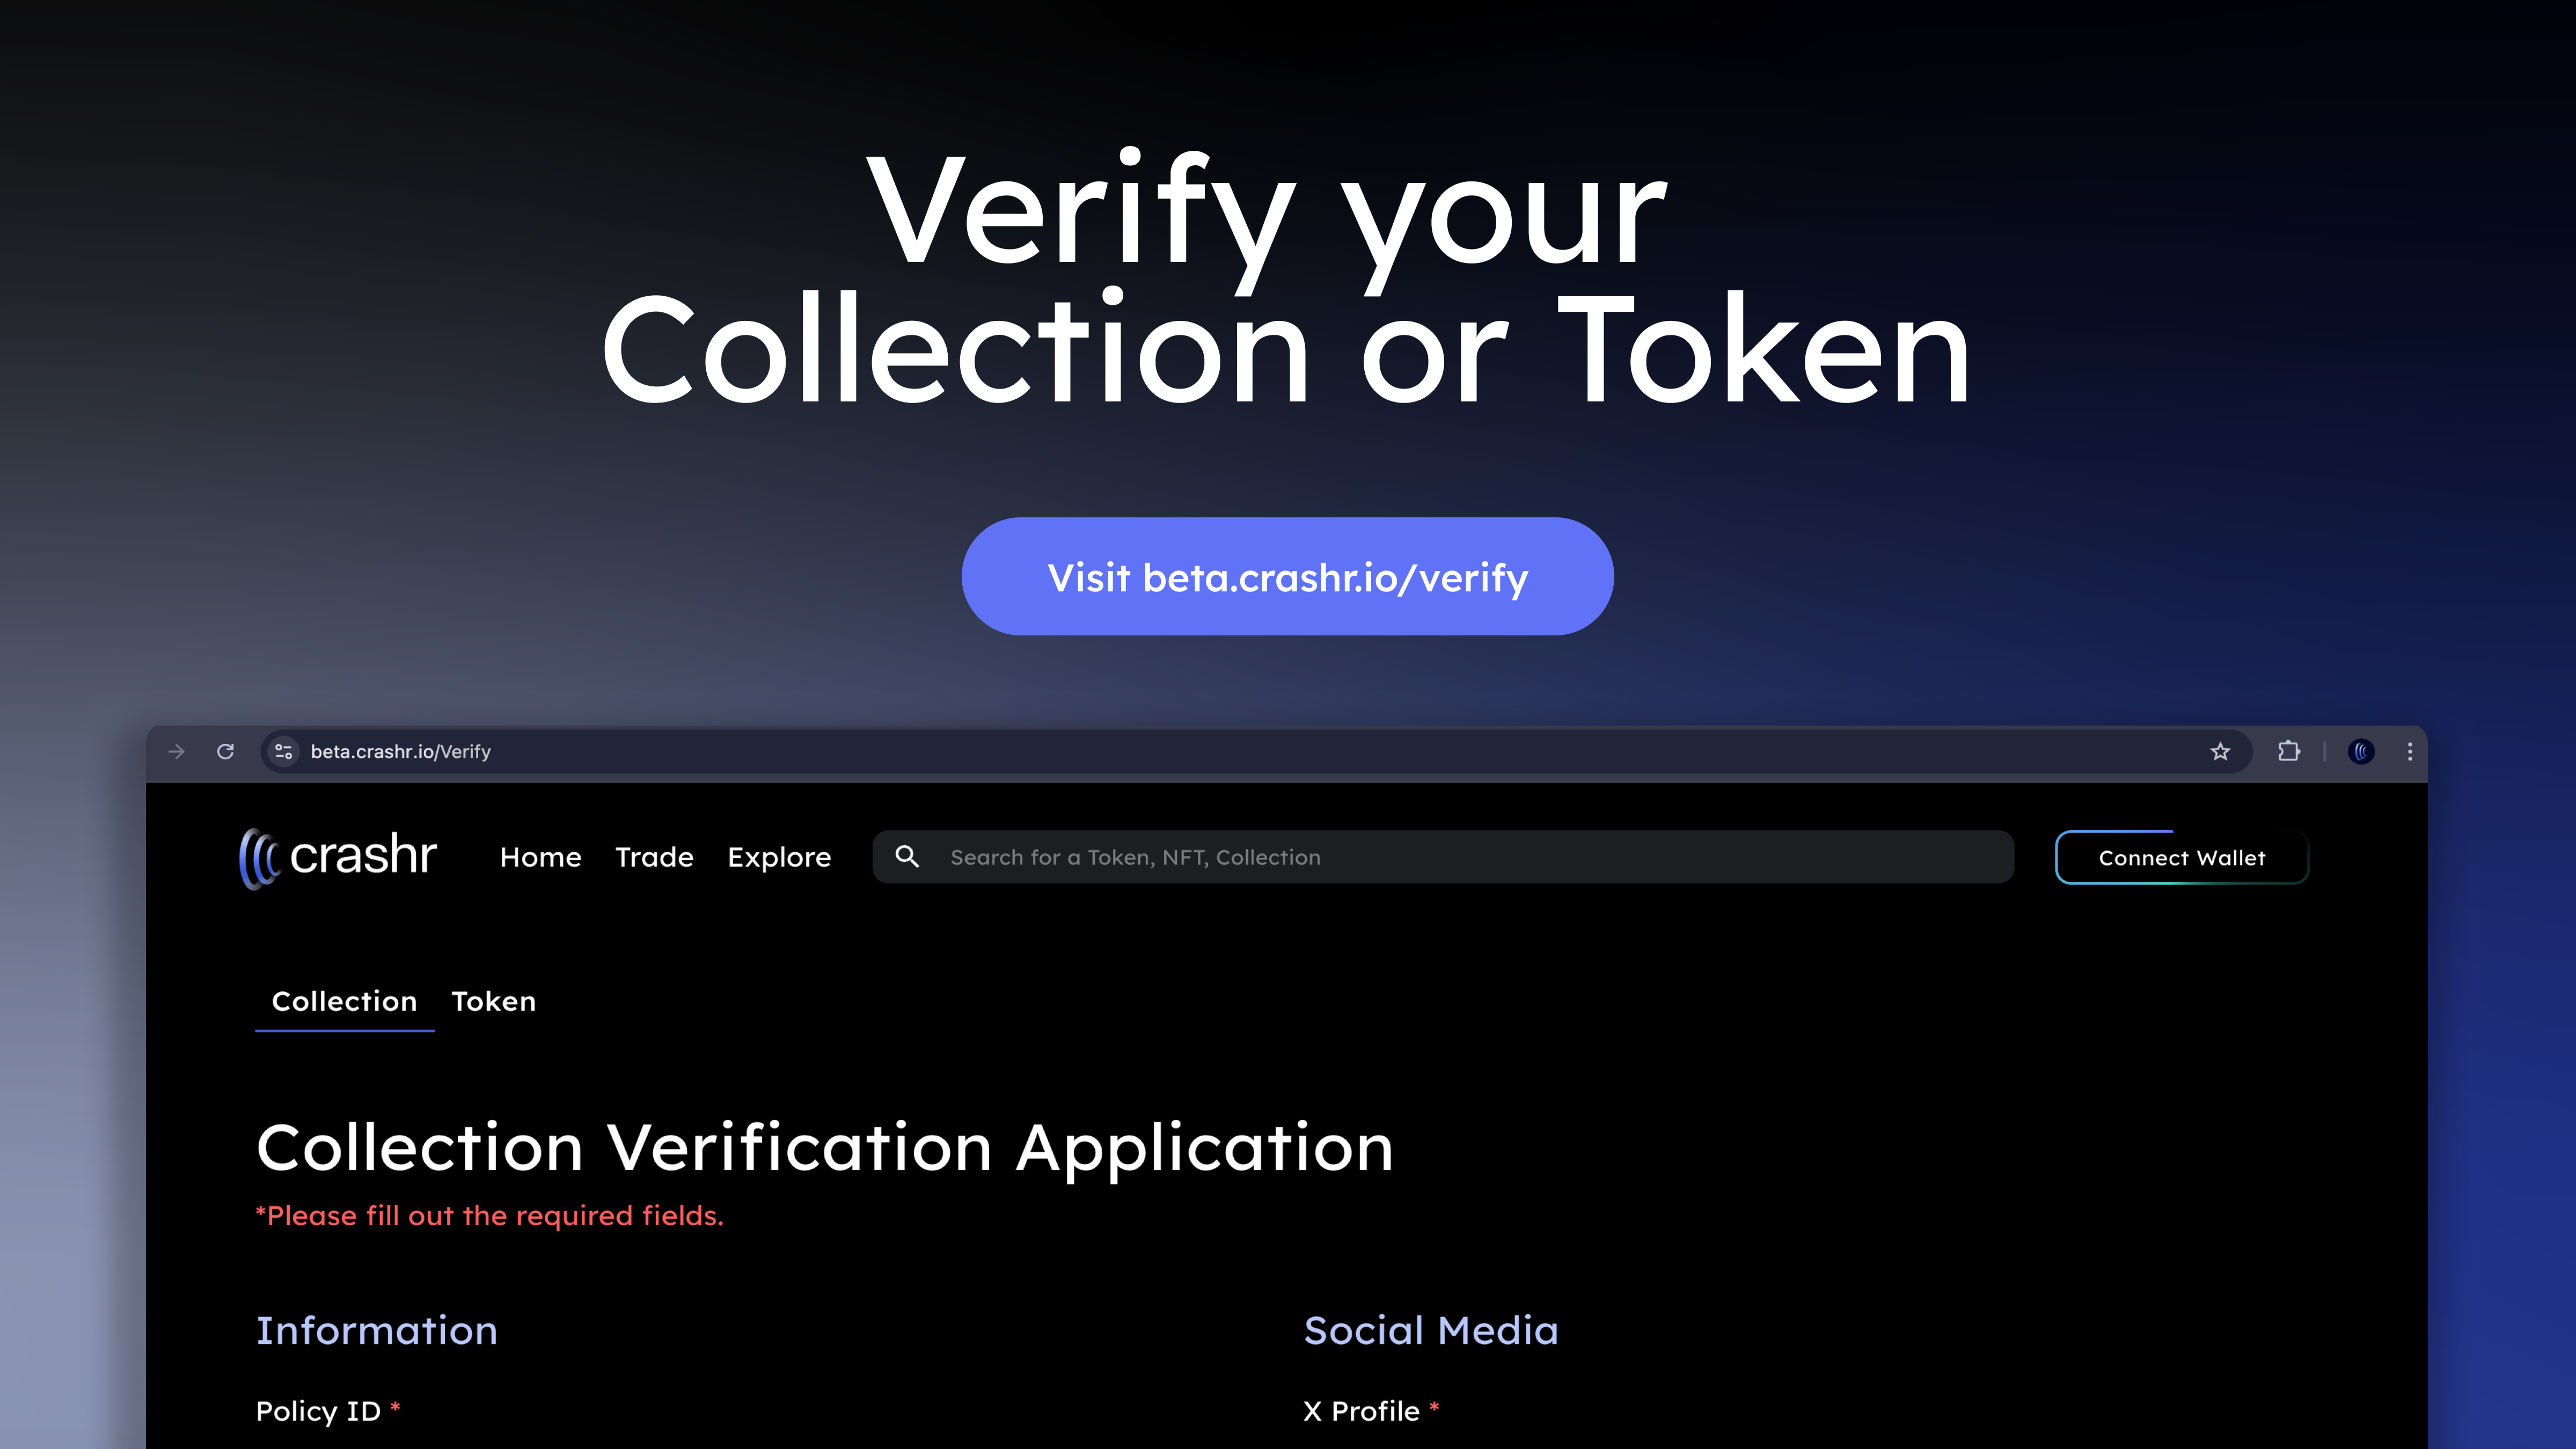 Verify your
Collection or Token
Visit beta.crashr.io/verify
beta.crashr.io/Verify
crashr
Home Trade Explore
Search for a Token, NFT, Collection
Connect Wallet
Collection Token
Collection Verification Application
*Please fill out the required fields.
Information
Social Media
Policy ID *
X Profile *